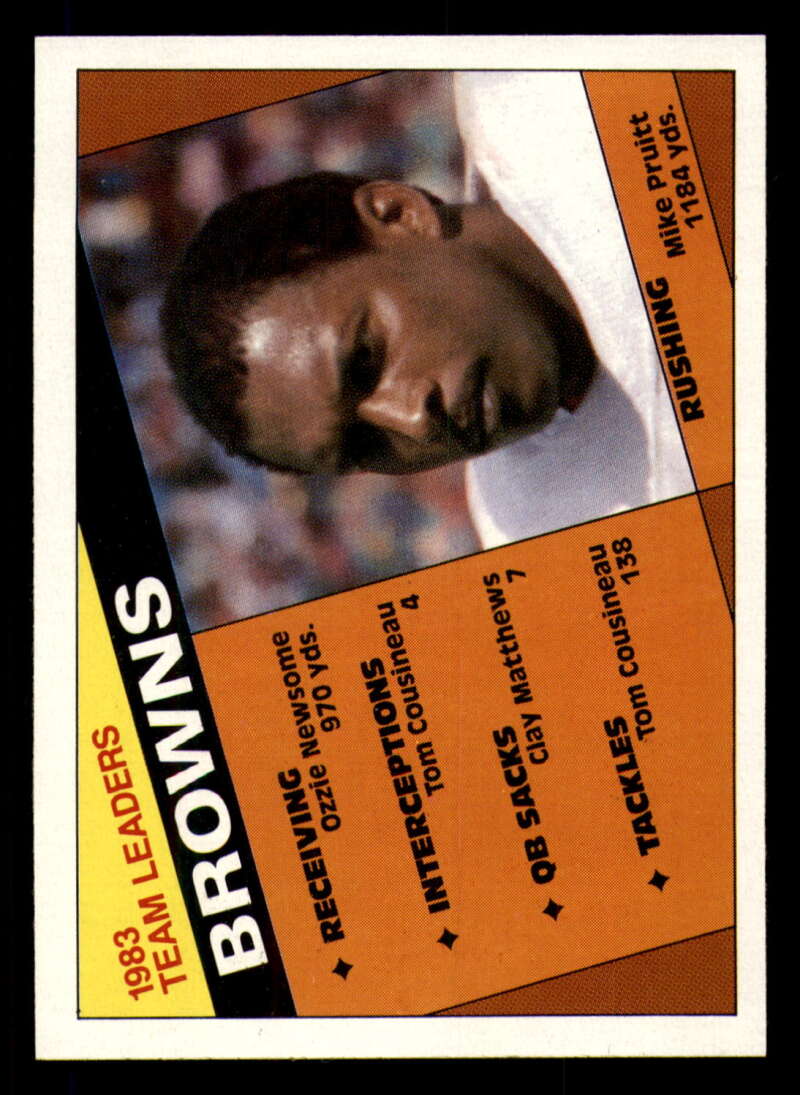 1983
TEAM LEADERS
BROWNS
RECEIVING
Ozzie Newsome
970 yds.
INTERCEPTIONS
Tom Cousineau
4
QB SACKS
Clay Matthews
7
TACKLES
Tom Cousineau
138
RUSHING
Mike Pruitt
1184 yds.